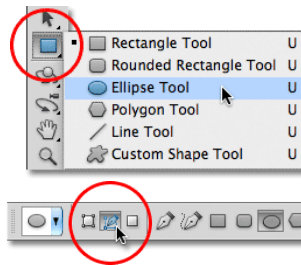 Rectangle Tool U
Rounded Rectangle Tool U
Ellipse Tool U
Polygon Tool U
Line Tool U
Custom Shape Tool U